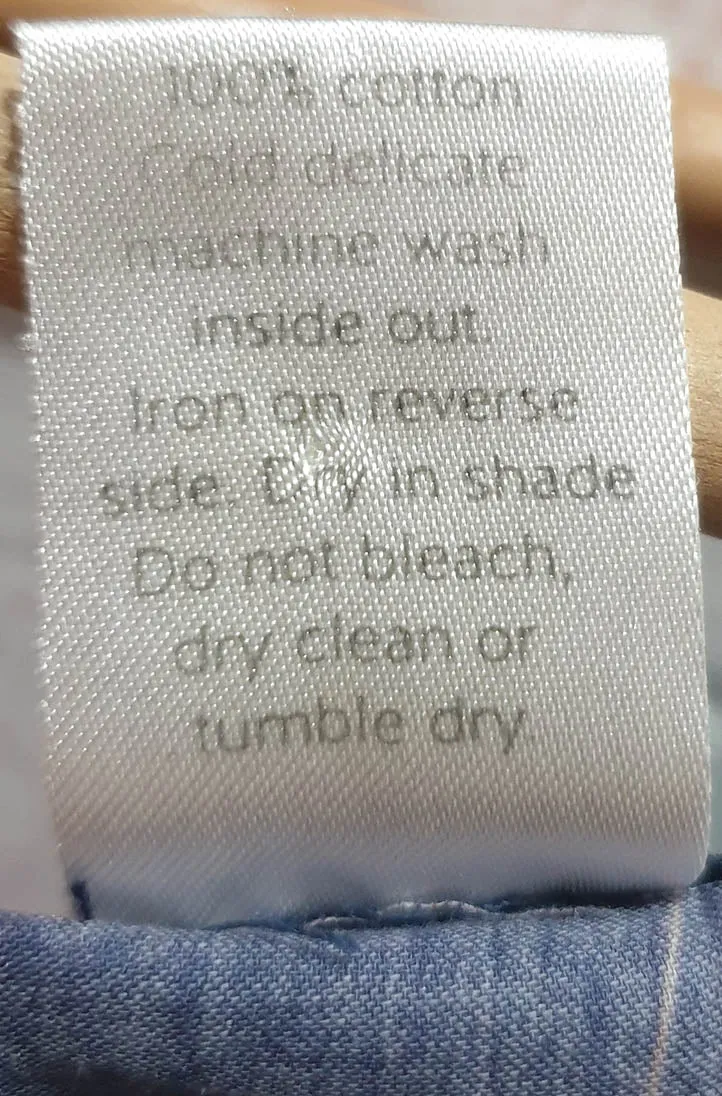 100% cotton
Cold delicate
machine wash
inside out.
Iron on reverse
side. Dry in shade
Do not bleach,
dry clean or
tumble dry.